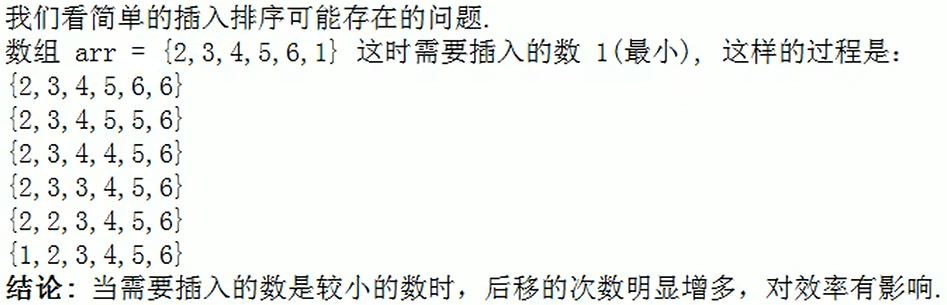 我们看简单的插入排序可能存在的问题.
数组 arr = {2,3,4,5,6,1} 这时需要插入的数 1(最小), 这样的过程是:
{2,3,4,5,6,6}
{2,3,4,5,5,6}
{2,3,4,4,5,6}
{2,3,3,4,5,6}
{2,2,3,4,5,6}
{1,2,3,4,5,6}
结论: 当需要插入的数是较小的数时, 后移的次数明显增多, 对效率有影响.